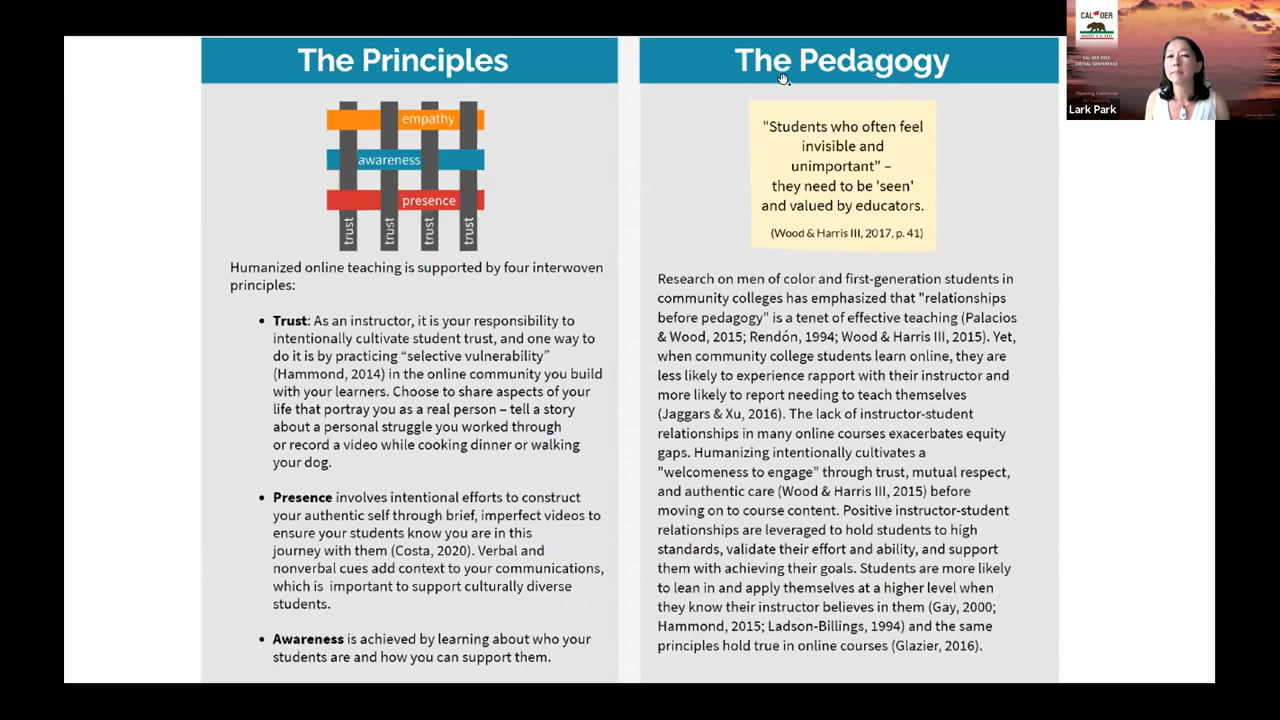 The Principles
empathy
awareness
presence
trust
trust
trust
trust
Humanized online teaching is supported by four interwoven
principles:
• Trust: As an instructor, it is your responsibility to
intentionally cultivate student trust, and one way to
do it is by practicing “selective vulnerability”
(Hammond, 2014) in the online community you build
with your learners. Choose to share aspects of your
life that portray you as a real person – tell a story
about a personal struggle you worked through
or record a video while cooking dinner or walking
your dog.
• Presence involves intentional efforts to construct
your authentic self through brief, imperfect videos to
ensure your students know you are in this
journey with them (Costa, 2020). Verbal and
nonverbal cues add context to your communications,
which is important to support culturally diverse
students.
• Awareness is achieved by learning about who your
students are and how you can support them.
The Pedagogy
"Students who often feel
invisible and
unimportant" –
they need to be 'seen'
and valued by educators.
(Wood & Harris III, 2017, p. 41)
Research on men of color and first-generation students in
community colleges has emphasized that "relationships
before pedagogy" is a tenet of effective teaching (Palacios
& Wood, 2015; Rendón, 1994; Wood & Harris III, 2015). Yet,
when community college students learn online, they are
less likely to experience rapport with their instructor and
more likely to report needing to teach themselves
(Jaggars & Xu, 2016). The lack of instructor-student
relationships in many online courses exacerbates equity
gaps. Humanizing intentionally cultivates a
"welcomeness to engage" through trust, mutual respect,
and authentic care (Wood & Harris III, 2015) before
moving on to course content. Positive instructor-student
relationships are leveraged to hold students to high
standards, validate their effort and ability, and support
them with achieving their goals. Students are more likely
to lean in and apply themselves at a higher level when
they know their instructor believes in them (Gay, 2000;
Hammond, 2015; Ladson-Billings, 1994) and the same
principles hold true in online courses (Glazier, 2016).
CAL OER
CAL OER FREE
VIRTUAL CONFERENCE
Opening California
Lark Park